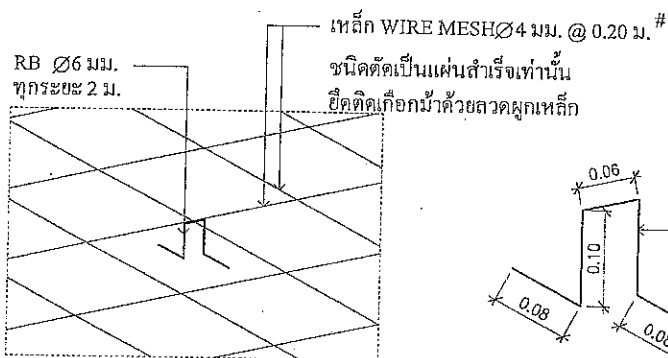 เหล็ก WIRE MESHØ4 มม. @ 0.20 ม. #
ชนิดตัดเป็นแผ่นสำเร็จเท่านั้น
ยึดติดเกือกม้าด้วยลวดผูกเหล็ก
RB Ø6 มม.
ทุกระยะ 2 ม.
0.06
0.10
0.08